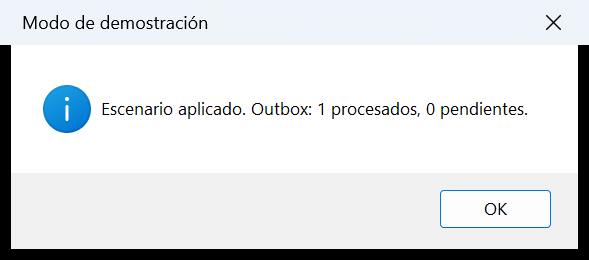 Modo de demostración
Escenario aplicado. Outbox: 1 procesados, 0 pendientes.
OK